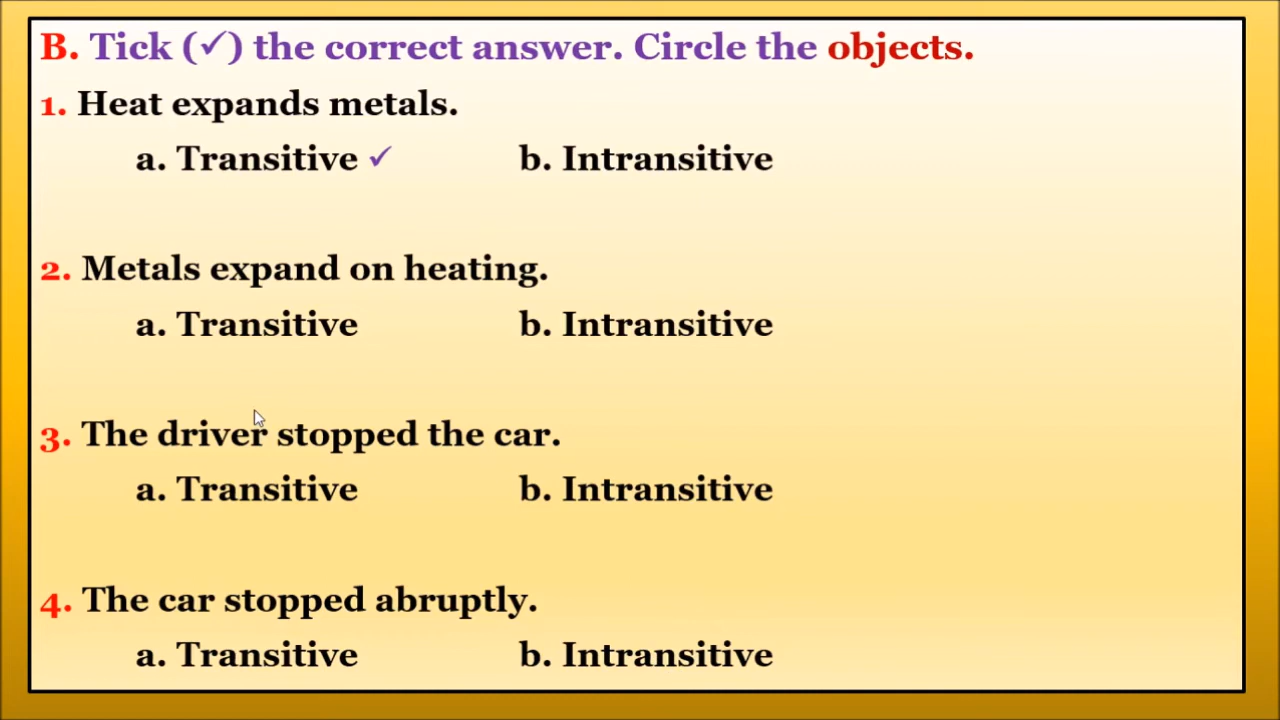 B. Tick (✓) the correct answer. Circle the objects.
1. Heat expands metals.
a. Transitive ✓ b. Intransitive
2. Metals expand on heating.
a. Transitive b. Intransitive
3. The driver stopped the car.
a. Transitive b. Intransitive
4. The car stopped abruptly.
a. Transitive b. Intransitive